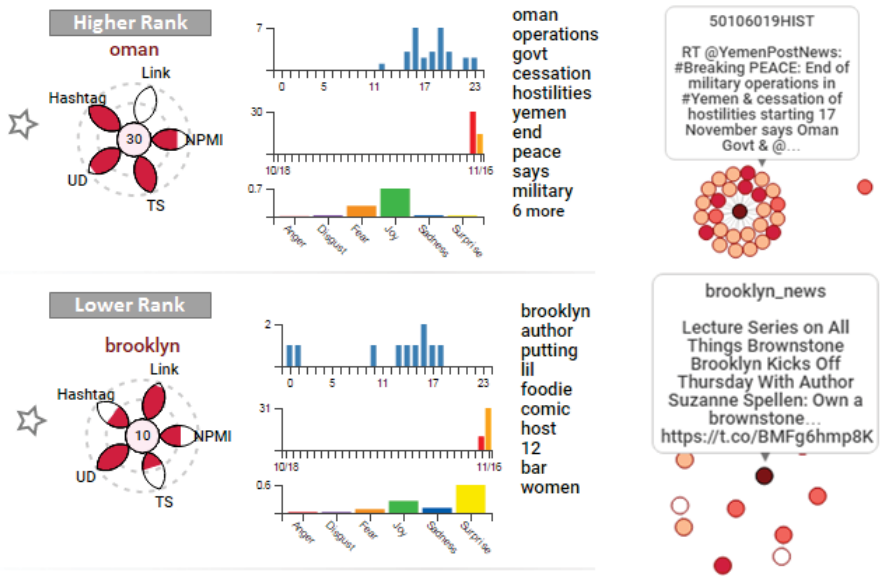 Higher Rank
oman
Link
Hashtag
30
NPMI
UD
TS
7
0
11
17
23
30
10/18
11/16
0.7
Anger
Disgust
Fear
Joy
Sadness
Surprise
oman
operations
govt
cessation
hostilities
yemen
end
peace
says
military
6 more
50106019HIST
RT @YemenPostNews:
#Breaking PEACE: End of
military operations in
#Yemen & cessation of
hostilities starting 17
November says Oman
Govt & @...
Lower Rank
brooklyn
Link
Hashtag
10
NPMI
UD
TS
2
0
11
17
23
31
10/18
11/16
0.6
Anger
Disgust
Fear
Joy
Sadness
Surprise
brooklyn
author
putting
lil
foodie
comic
host
12
bar
women
brooklyn_news
Lecture Series on All
Things Brownstone
Brooklyn Kicks Off
Thursday With Author
Suzanne Spellen: Own a
brownstone...
https://t.co/BMFg6hmp8K